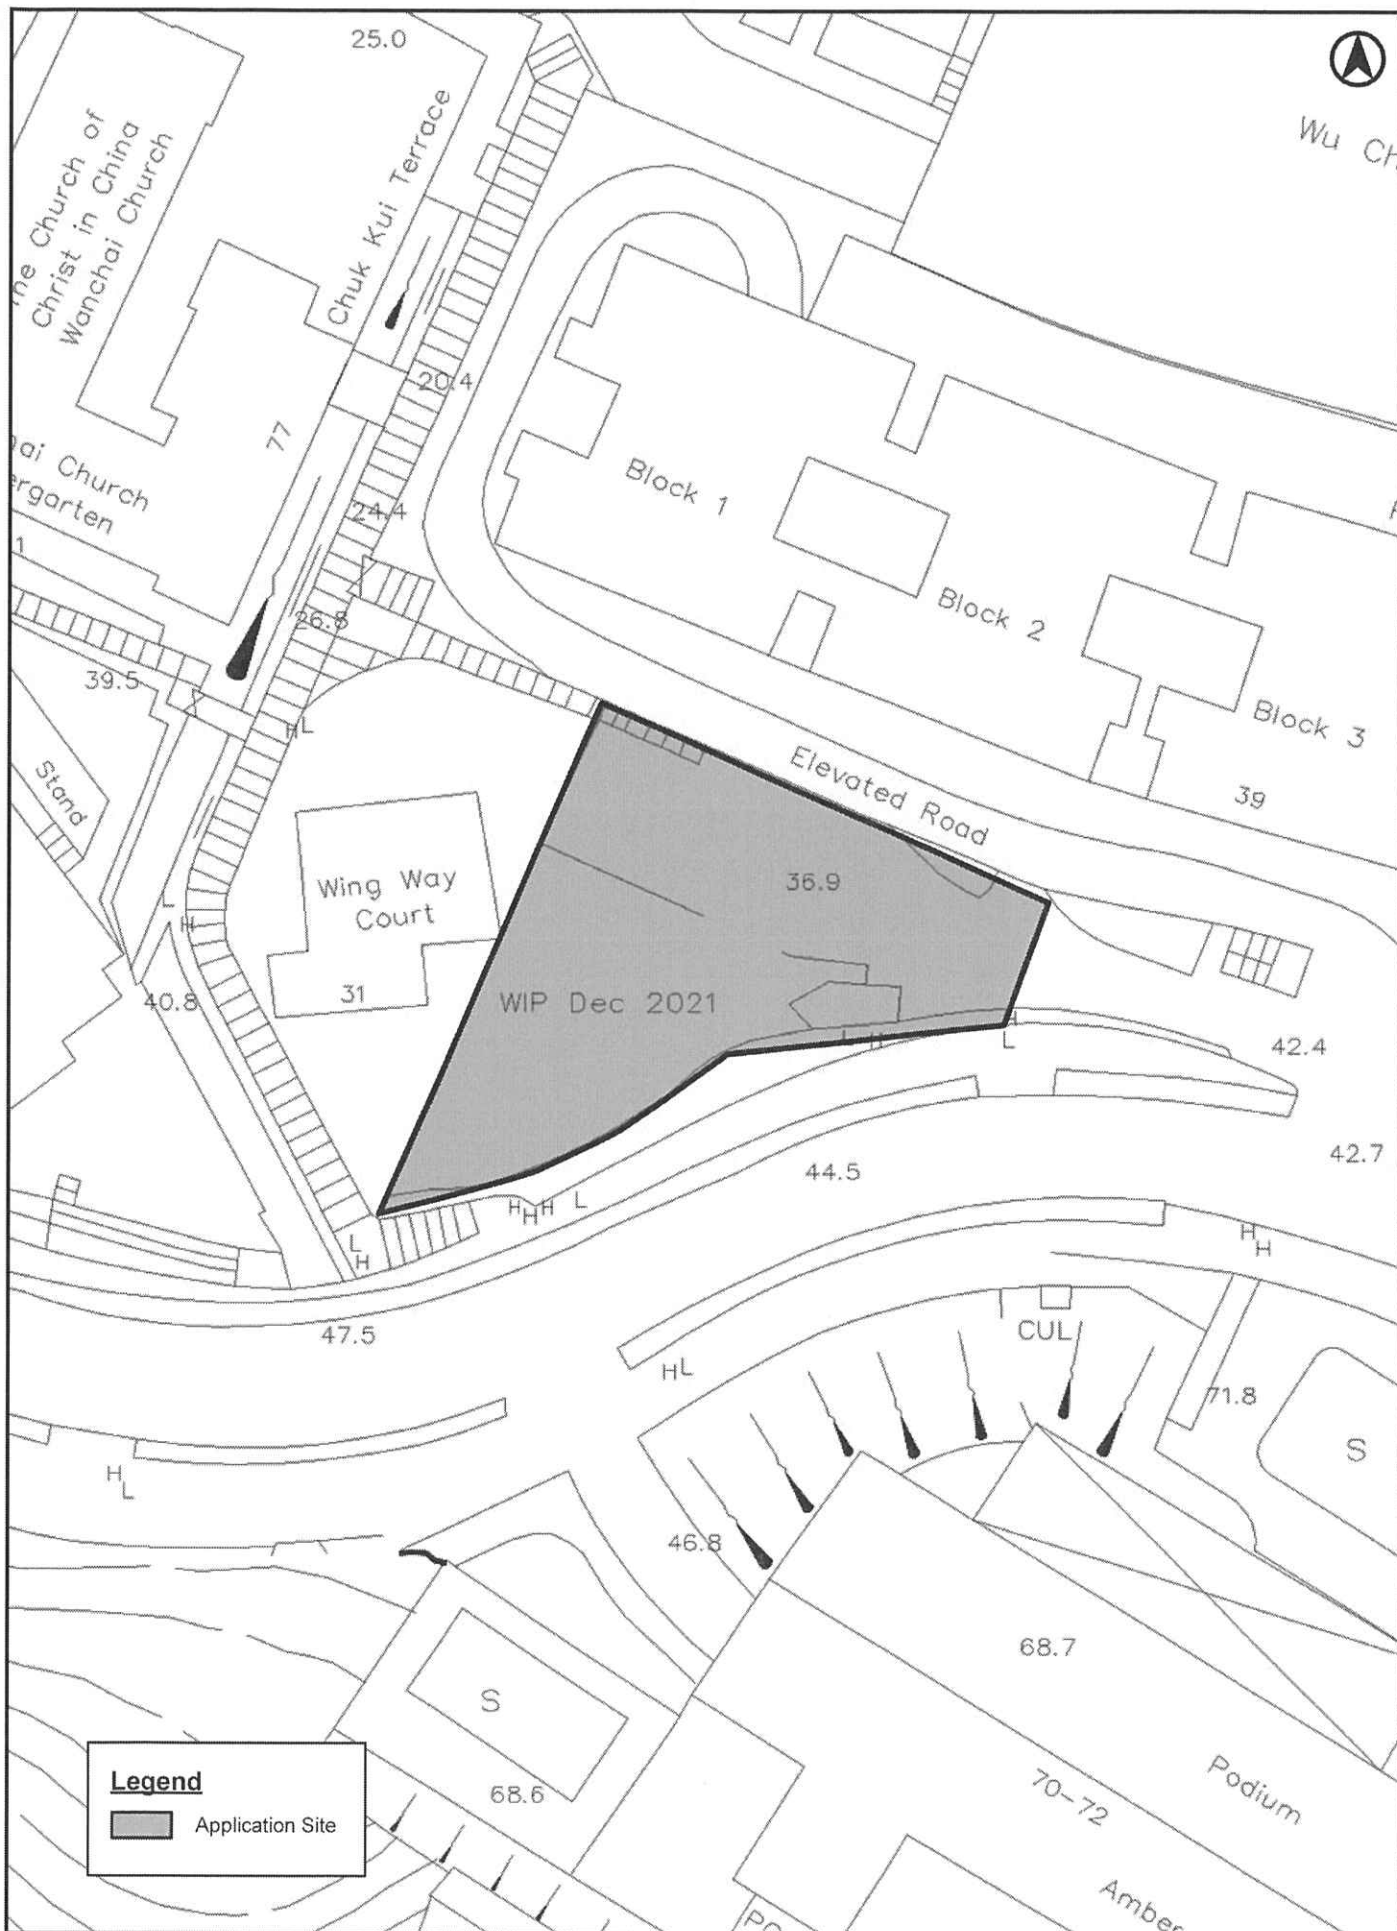 25.0
Wu Ch
The Church of
Christ in China
Wanchai Church
Chuk Kui Terrace
20.4
77
Block 1
ai Church
ergarten
24.4
1
Block 2
26.8
39.5
Block 3
H L
Elevated Road
39
Stand
36.9
Wing Way
Court
L
H
31
WIP Dec 2021
40.8
L H
H
L
42.4
42.7
44.5
H H H L
L
H
H
H
47.5
CUL
H L
71.8
S
H
L
46.8
68.7
S
Podium
68.6
70-72
Amber
PO
Legend
Application Site